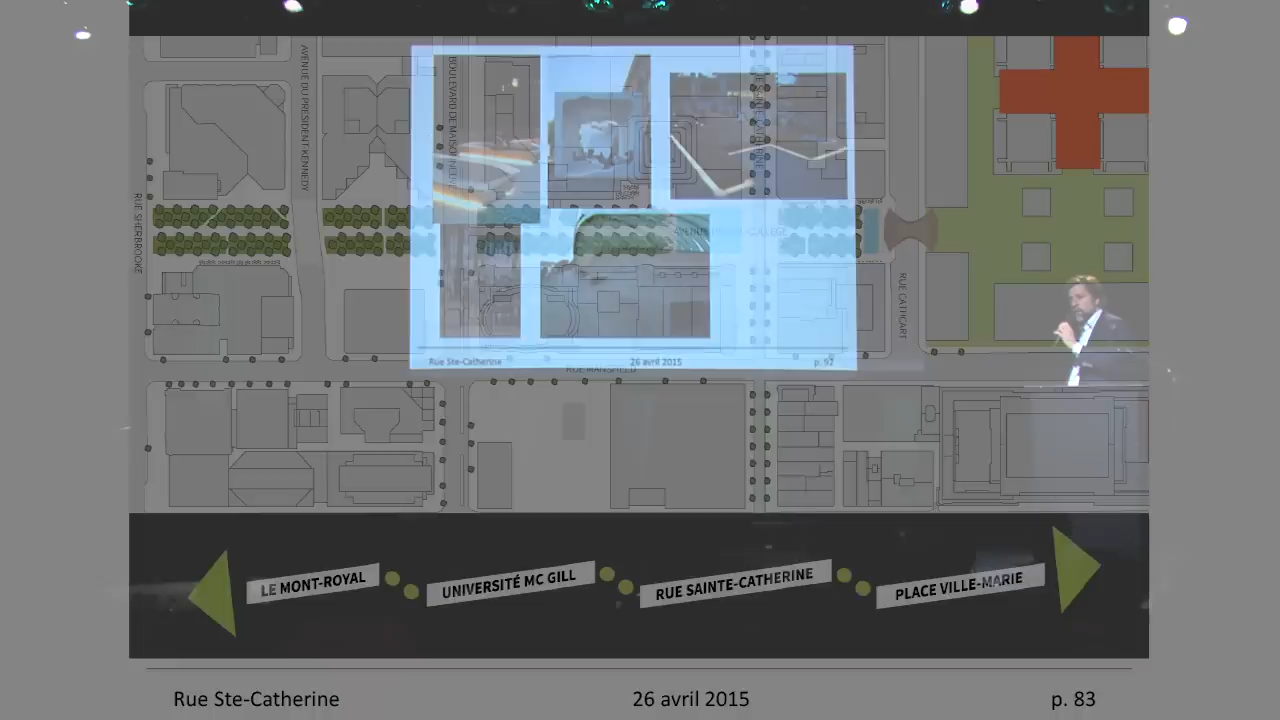 AVENUE DU PRESIDENT-KENNEDY
BOULEVARD DE MAISONNEUVE
RUE SHERBROOKE
RUE CATHCART
Rue Ste-Catherine
26 avril 2015
p. 92
RUE MANSFIELD
LE MONT-ROYAL
UNIVERSITÉ MC GILL
RUE SAINTE-CATHERINE
PLACE VILLE-MARIE
Rue Ste-Catherine
26 avril 2015
p. 83